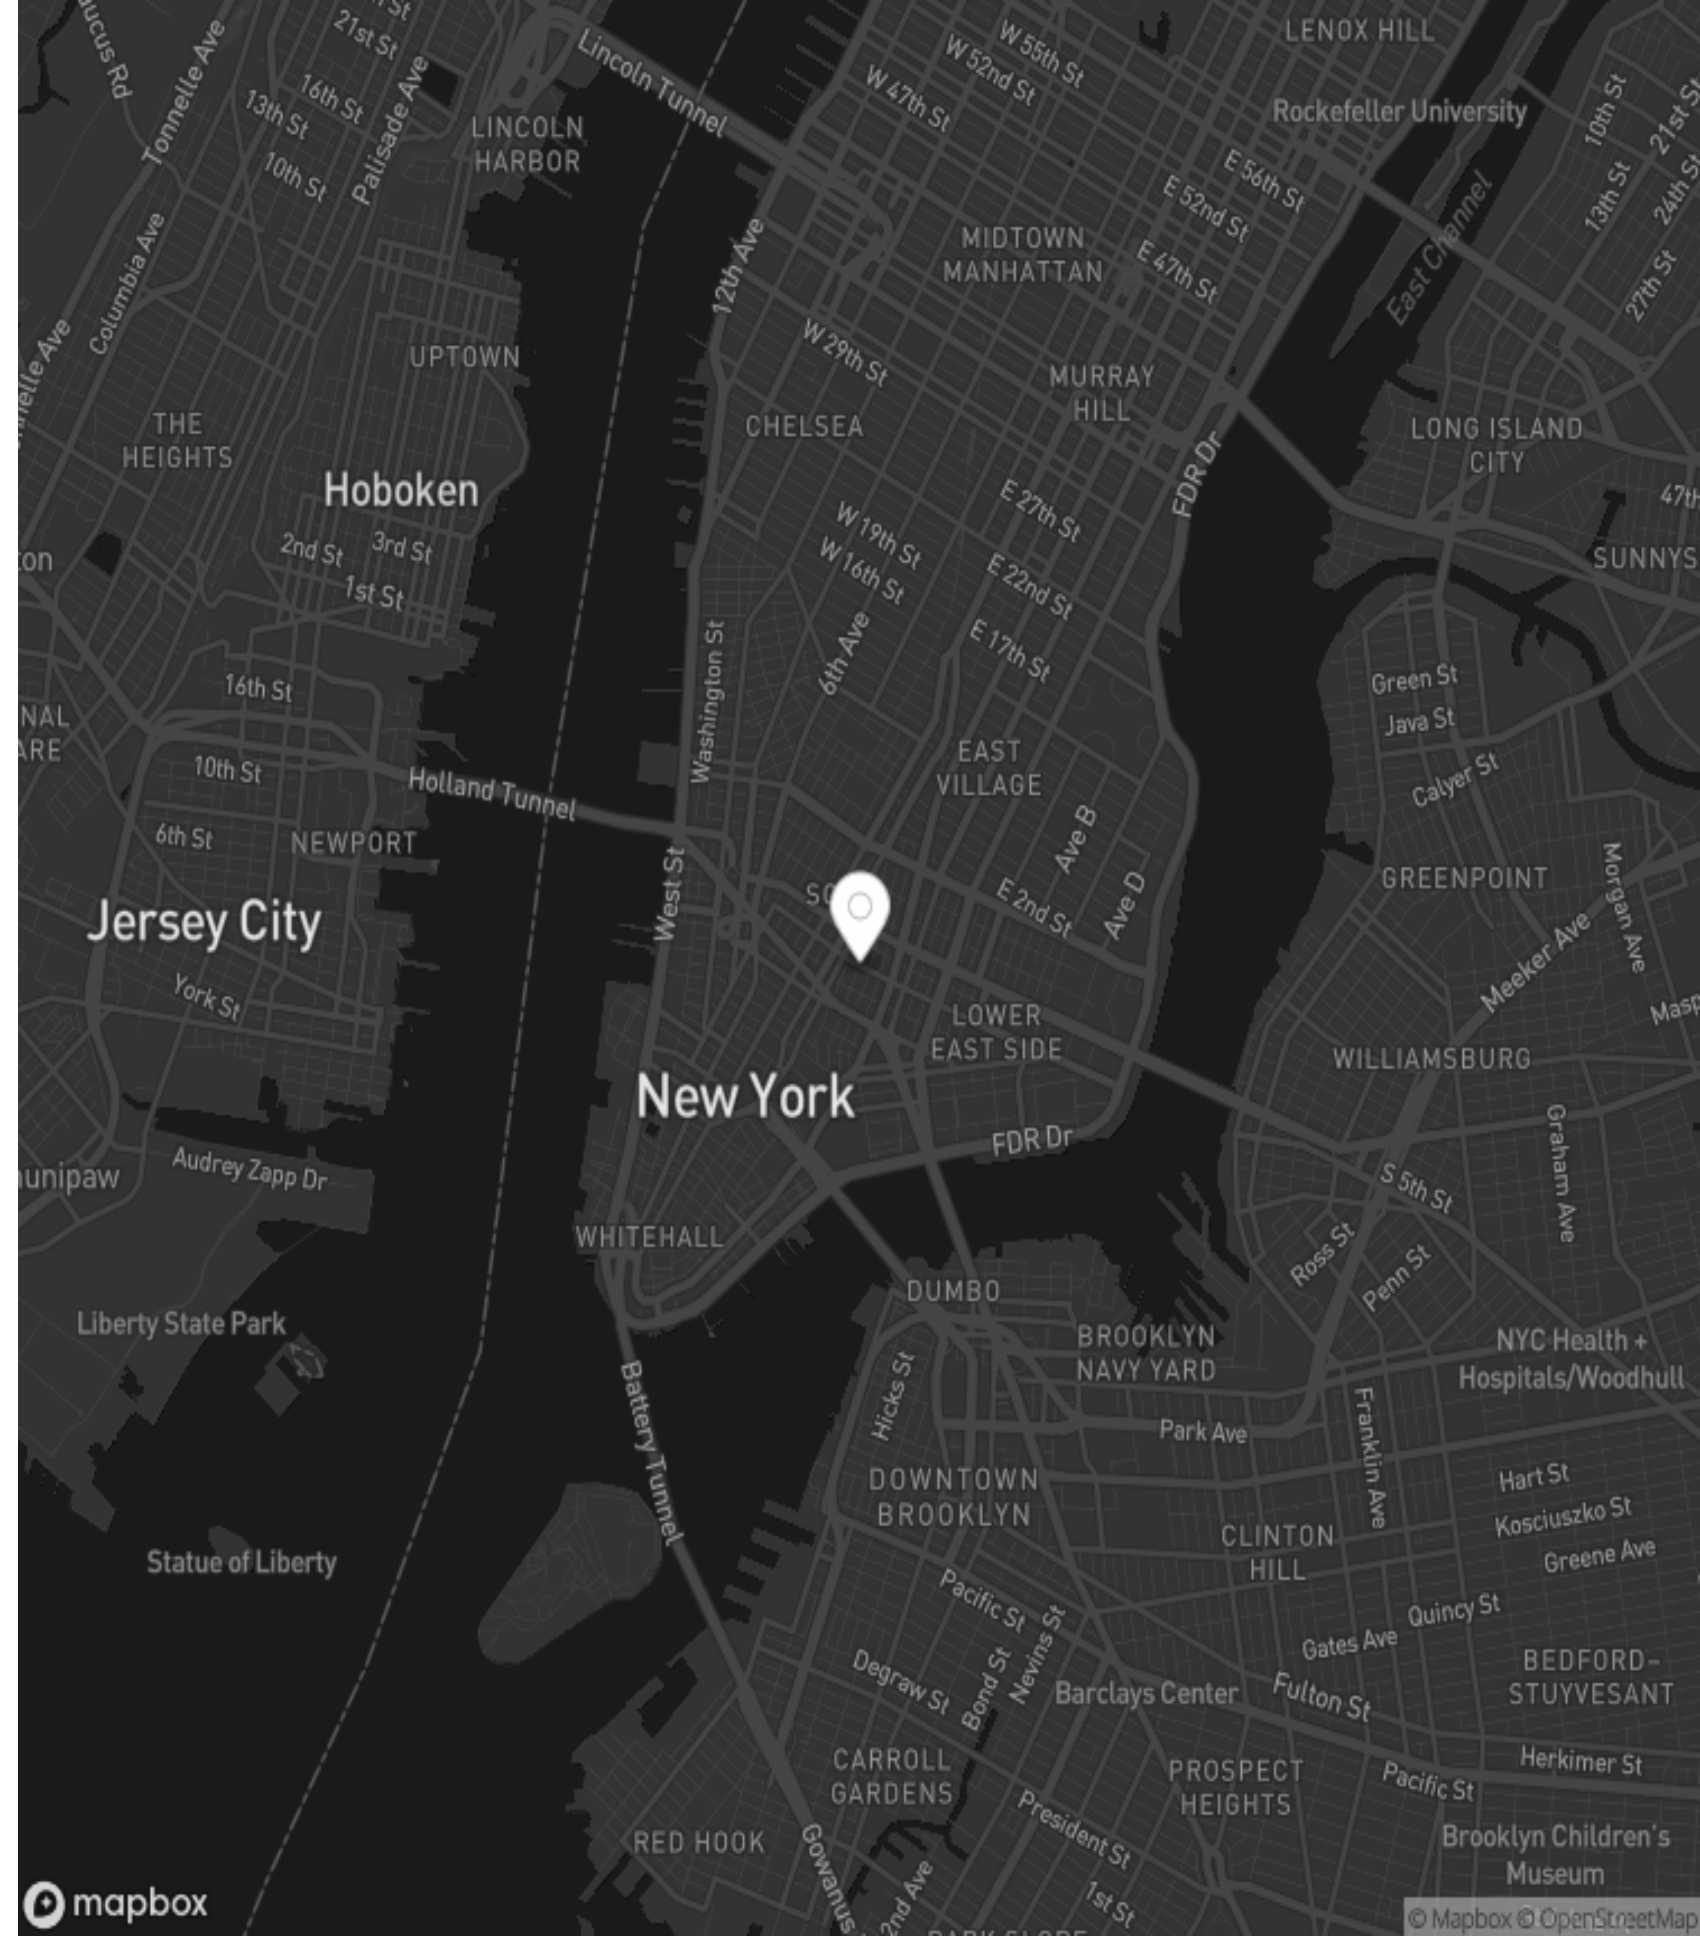 21st St
Tonnelle Ave
16th St
13th St
Palisade Ave
10th St
LINCOLN
HARBOR
Lincoln Tunnel
W 55th St
W 52nd St
W 47th St
LENOX HILL
Rockefeller University
10th St
21st St
E 56th St
E 52nd St
E 47th St
13th St
24th St
27th St
East Channel
MIDTOWN
MANHATTAN
12th Ave
Columbia Ave
UPTOWN
W 29th St
MURRAY
HILL
THE
HEIGHTS
CHELSEA
LONG ISLAND
CITY
FDR Dr
Hoboken
E 27th St
W 19th St
47th
2nd St
3rd St
W 16th St
E 22nd St
SUNNYS
1st St
6th Ave
E 17th St
16th St
Washington St
Green St
Java St
10th St
Holland Tunnel
EAST
VILLAGE
Calyer St
6th St
NEWPORT
Ave B
West St
Ave D
E 2nd St
GREENPOINT
Morgan Ave
Jersey City
Meeker Ave
York St
LOWER
EAST SIDE
WILLIAMSBURG
New York
FDR Dr
Audrey Zapp Dr
S 5th St
Graham Ave
WHITEHALL
Ross St
Penn St
DUMBO
Liberty State Park
BROOKLYN
NAVY YARD
NYC Health +
Hospitals/Woodhull
Hicks St
Battery Tunnel
Park Ave
Franklin Ave
DOWNTOWN
BROOKLYN
Hart St
Kosciuszko St
CLINTON
HILL
Greene Ave
Statue of Liberty
Pacific St
Quincy St
Nevins St
Bond St
Gates Ave
Degraw St
Barclays Center
Fulton St
BEDFORD-
STUYVESANT
CARROLL
GARDENS
PROSPECT
HEIGHTS
Herkimer St
Pacific St
President St
RED HOOK
Gowanus
Brooklyn Children's
Museum
2nd Ave
1st St
mapbox
© Mapbox © OpenStreetMap